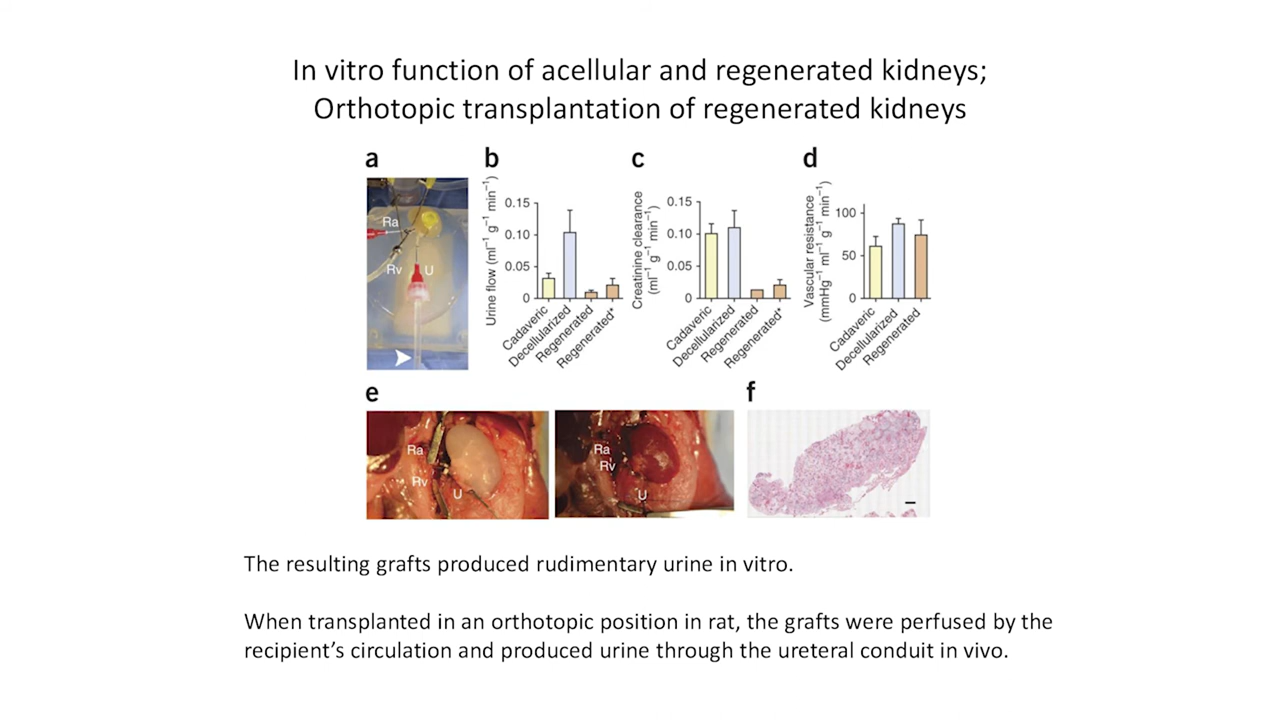 In vitro function of acellular and regenerated kidneys;
Orthotopic transplantation of regenerated kidneys
a
Ra
Rv
U
b
Urine flow (ml⁻¹ g⁻¹ min⁻¹)
0.15
0.10
0.05
0
Cadaveric
Decellularized
Regenerated
Regenerated*
c
Creatinine clearance
(ml⁻¹ g⁻¹ min⁻¹)
0.15
0.10
0.05
0
Cadaveric
Decellularized
Regenerated
Regenerated*
d
Vascular resistance
(mmHg⁻¹ ml⁻¹ g⁻¹ min⁻¹)
100
50
0
Cadaveric
Decellularized
Regenerated
e
Ra
Rv
U
Ra
Rv
U
f
The resulting grafts produced rudimentary urine in vitro.
When transplanted in an orthotopic position in rat, the grafts were perfused by the
recipient’s circulation and produced urine through the ureteral conduit in vivo.